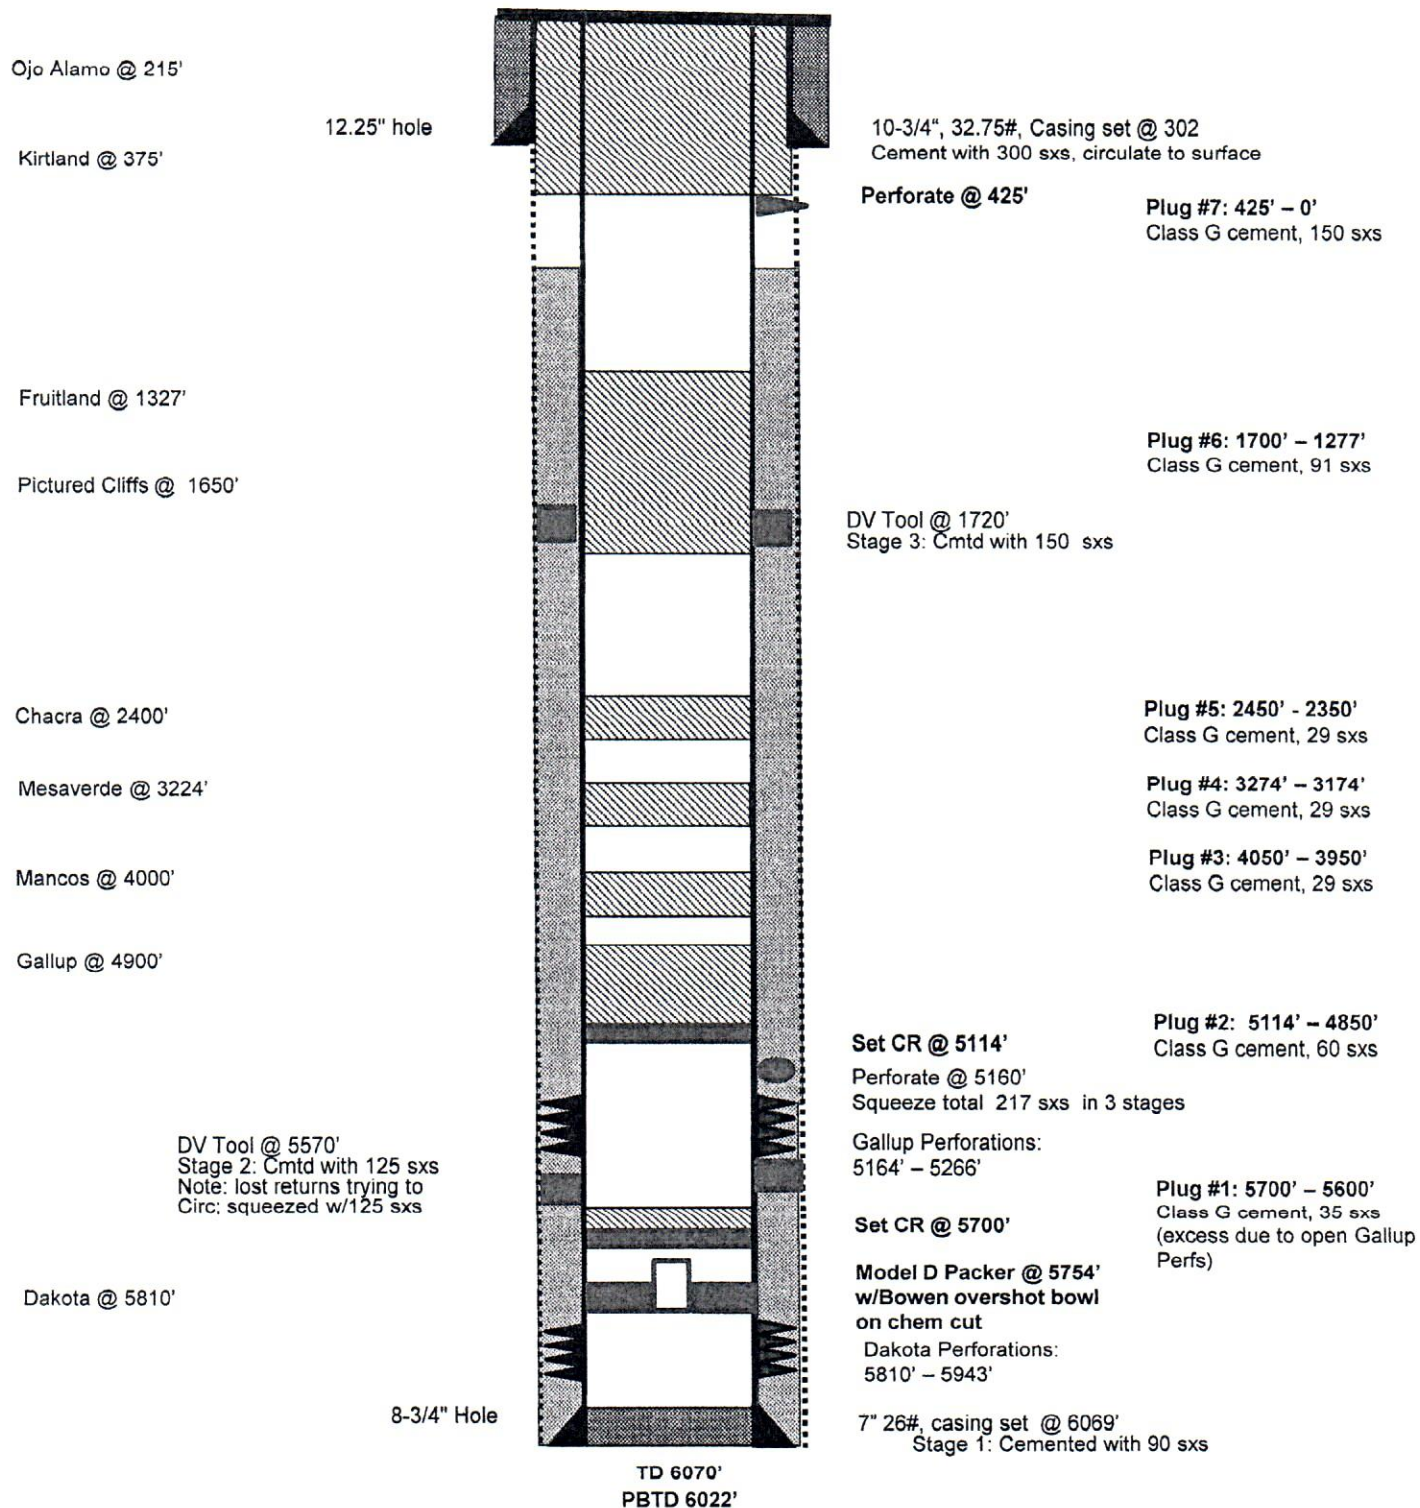 Ojo Alamo @ 215'
12.25" hole
10-3/4", 32.75#, Casing set @ 302
Cement with 300 sxs, circulate to surface
Kirtland @ 375'
Perforate @ 425'
Plug #7: 425' – 0'
Class G cement, 150 sxs
Fruitland @ 1327'
Plug #6: 1700' – 1277'
Class G cement, 91 sxs
Pictured Cliffs @ 1650'
DV Tool @ 1720'
Stage 3: Cmtd with 150 sxs
Chacra @ 2400'
Plug #5: 2450' - 2350'
Class G cement, 29 sxs
Mesaverde @ 3224'
Plug #4: 3274' – 3174'
Class G cement, 29 sxs
Mancos @ 4000'
Plug #3: 4050' – 3950'
Class G cement, 29 sxs
Gallup @ 4900'
Plug #2: 5114' – 4850'
Class G cement, 60 sxs
Set CR @ 5114'
Perforate @ 5160'
Squeeze total 217 sxs in 3 stages
DV Tool @ 5570'
Stage 2: Cmtd with 125 sxs
Note: lost returns trying to
Circ; squeezed w/125 sxs
Gallup Perforations:
5164' – 5266'
Plug #1: 5700' – 5600'
Class G cement, 35 sxs
(excess due to open Gallup
Perfs)
Set CR @ 5700'
Model D Packer @ 5754'
w/Bowen overshot bowl
on chem cut
Dakota @ 5810'
Dakota Perforations:
5810' – 5943'
8-3/4" Hole
7" 26#, casing set @ 6069'
Stage 1: Cemented with 90 sxs
TD 6070'
PBTD 6022'